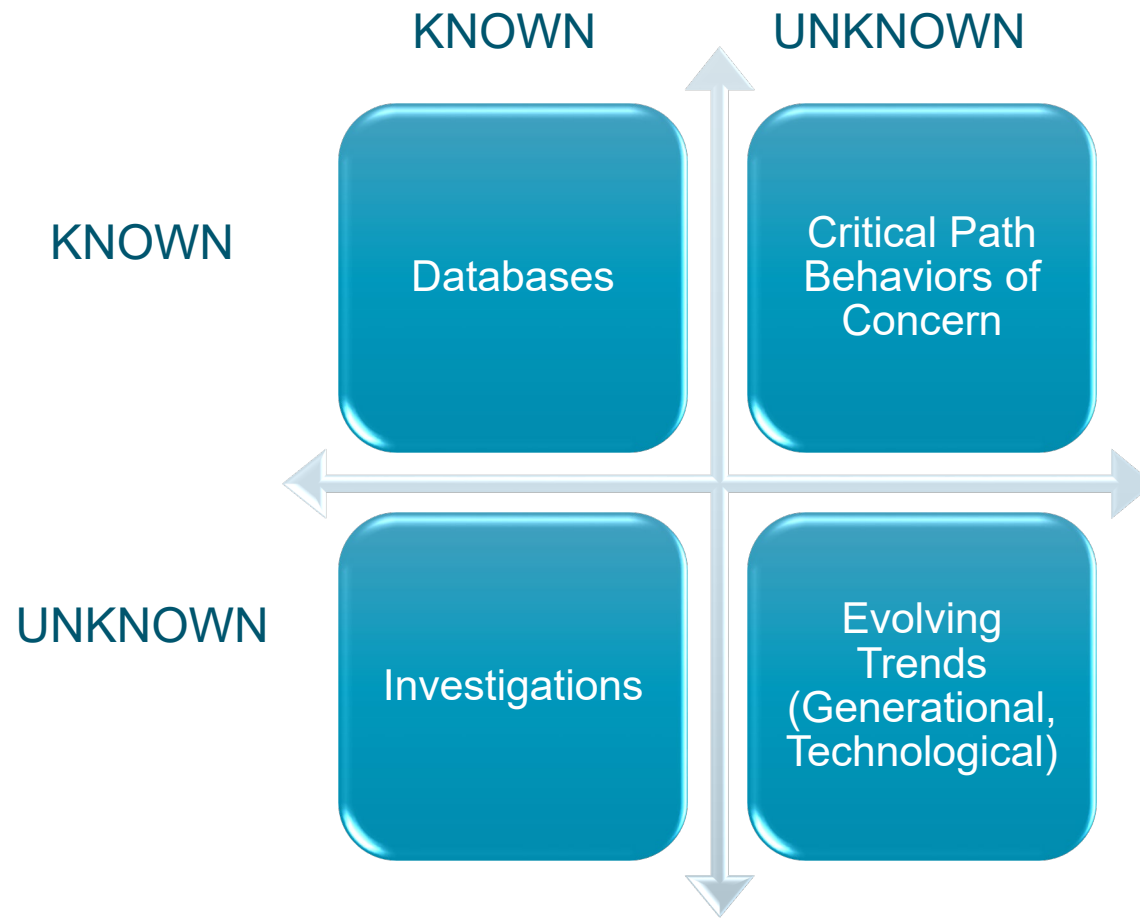 KNOWN
UNKNOWN
KNOWN
Databases
Critical Path
Behaviors of
Concern
UNKNOWN
Investigations
Evolving
Trends
(Generational,
Technological)